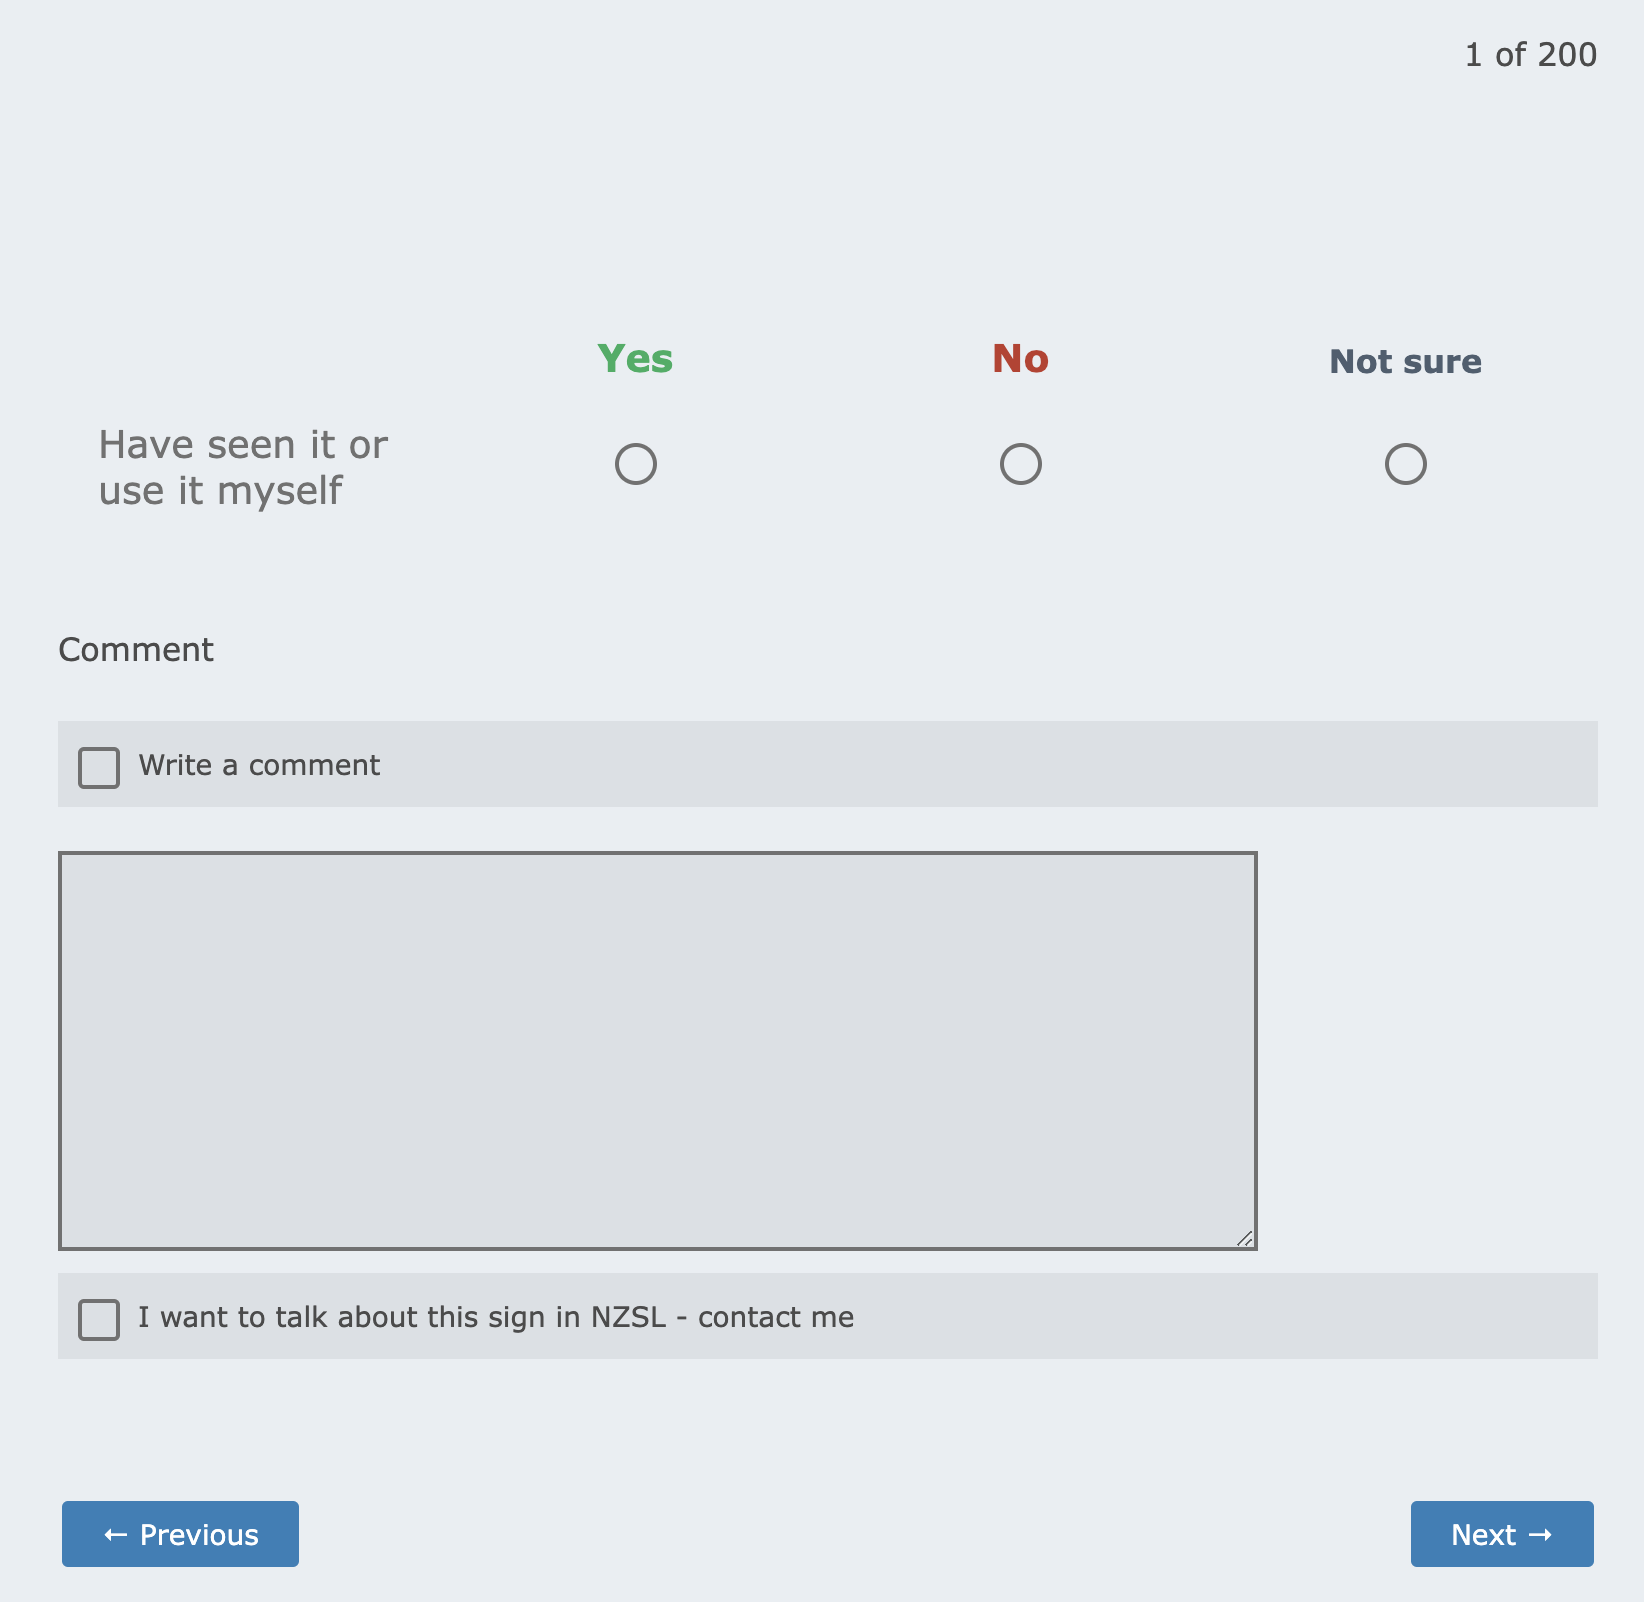 1 of 200
Yes No Not sure
Have seen it or
use it myself
Comment
Write a comment
I want to talk about this sign in NZSL - contact me
← Previous Next →